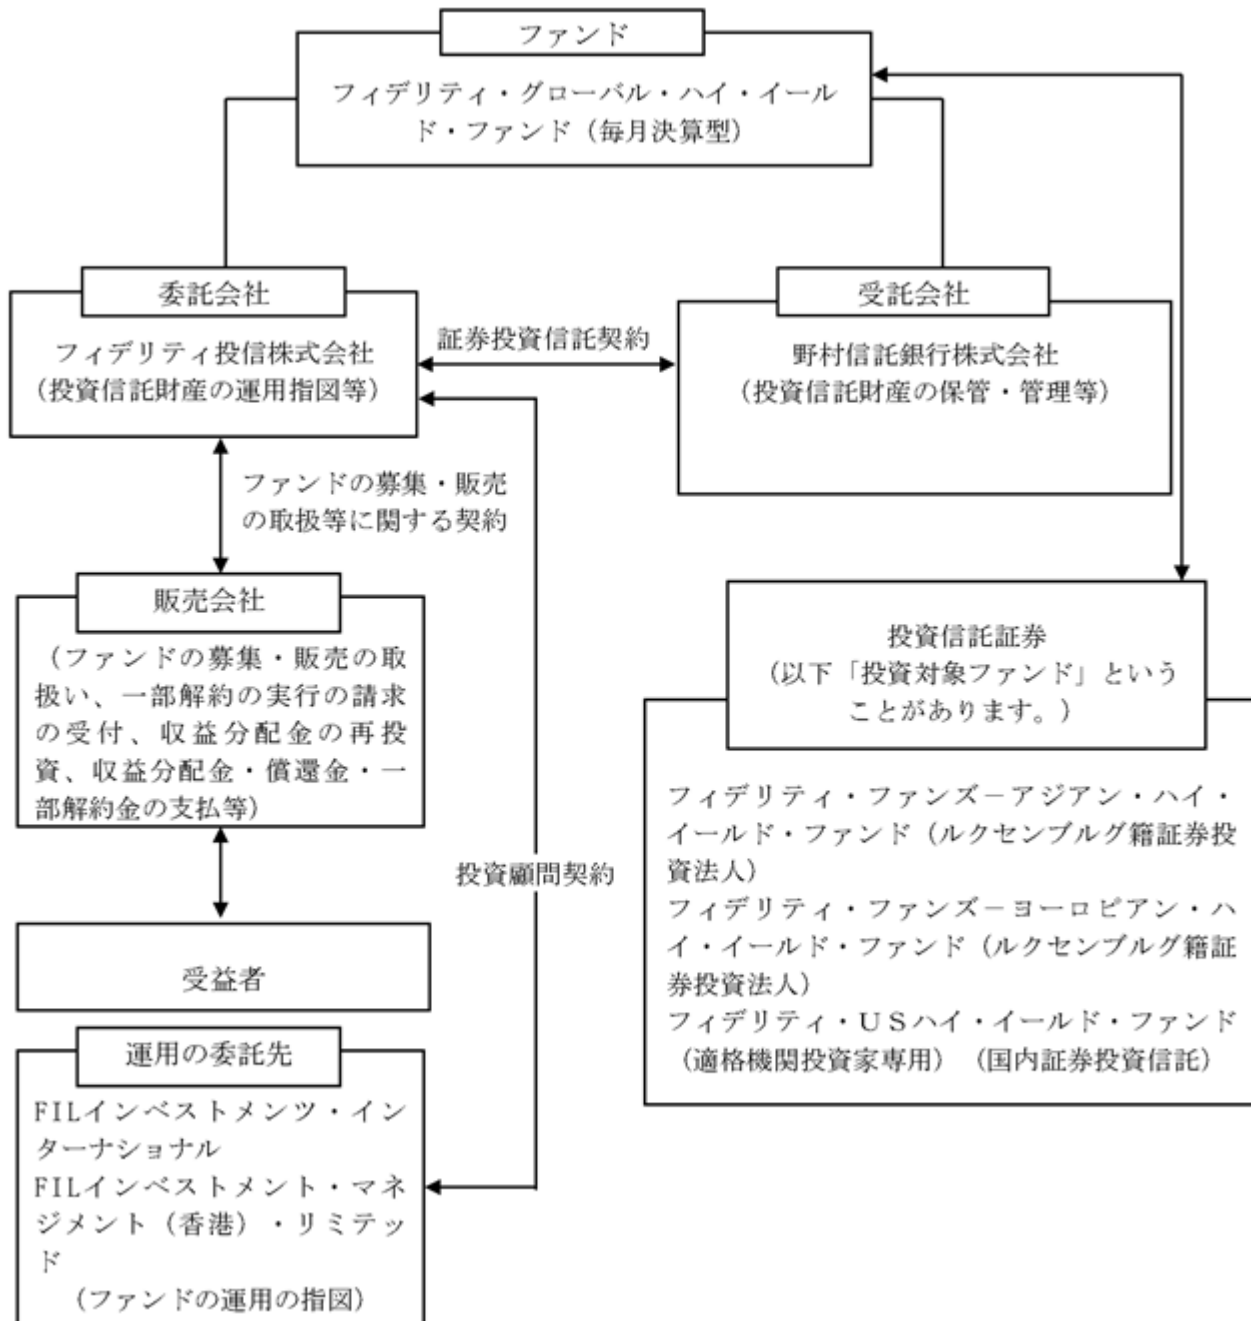 ファンド
フィデリティ・グローバル・ハイ・イール
ド・ファンド（毎月決算型）
委託会社
フィデリティ投信株式会社
（投資信託財産の運用指図等）
証券投資信託契約
受託会社
野村信託銀行株式会社
（投資信託財産の保管・管理等）
ファンドの募集・販売
の取扱等に関する契約
販売会社
（ファンドの募集・販売の取
扱い、一部解約の実行の請求
の受付、収益分配金の再投
資、収益分配金・償還金・一
部解約金の支払等）
投資顧問契約
受益者
運用の委託先
FILインベストメンツ・イン
ターナショナル
FILインベストメント・マネ
ジメント（香港）・リミテッ
ド
（ファンドの運用の指図）
投資信託証券
（以下「投資対象ファンド」という
ことがあります。）
フィデリティ・ファンズ－アジアン・ハイ・
イールド・ファンド（ルクセンブルグ籍証券投
資法人）
フィデリティ・ファンズ－ヨーロピアン・ハ
イ・イールド・ファンド（ルクセンブルグ籍証
券投資法人）
フィデリティ・ＵＳハイ・イールド・ファンド
（適格機関投資家専用）（国内証券投資信託）